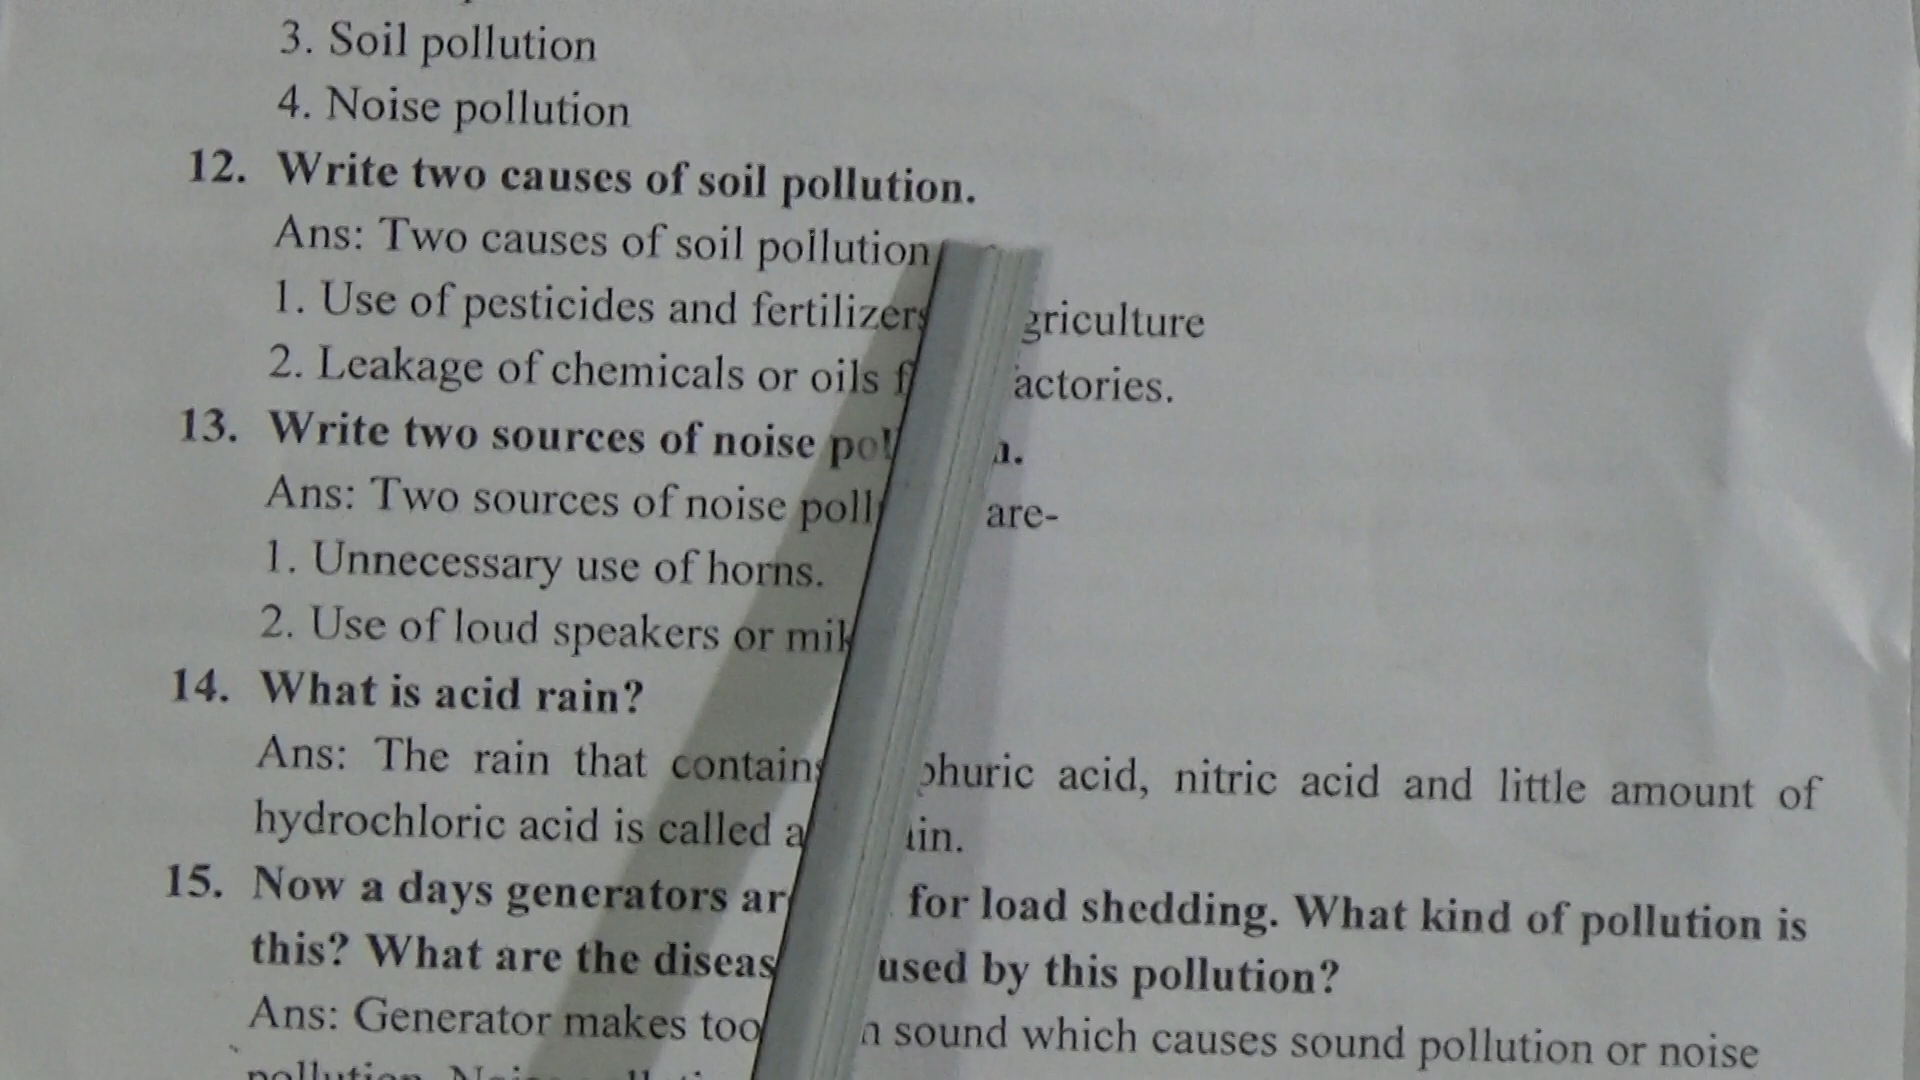 3. Soil pollution
4. Noise pollution
12. Write two causes of soil pollution.
Ans: Two causes of soil pollution
1. Use of pesticides and fertilizers griculture
2. Leakage of chemicals or oils f actories.
13. Write two sources of noise pol n.
Ans: Two sources of noise poll are-
1. Unnecessary use of horns.
2. Use of loud speakers or mik
14. What is acid rain?
Ans: The rain that contains phuric acid, nitric acid and little amount of
hydrochloric acid is called a in.
15. Now a days generators ar for load shedding. What kind of pollution is
this? What are the diseas used by this pollution?
Ans: Generator makes too h sound which causes sound pollution or noise